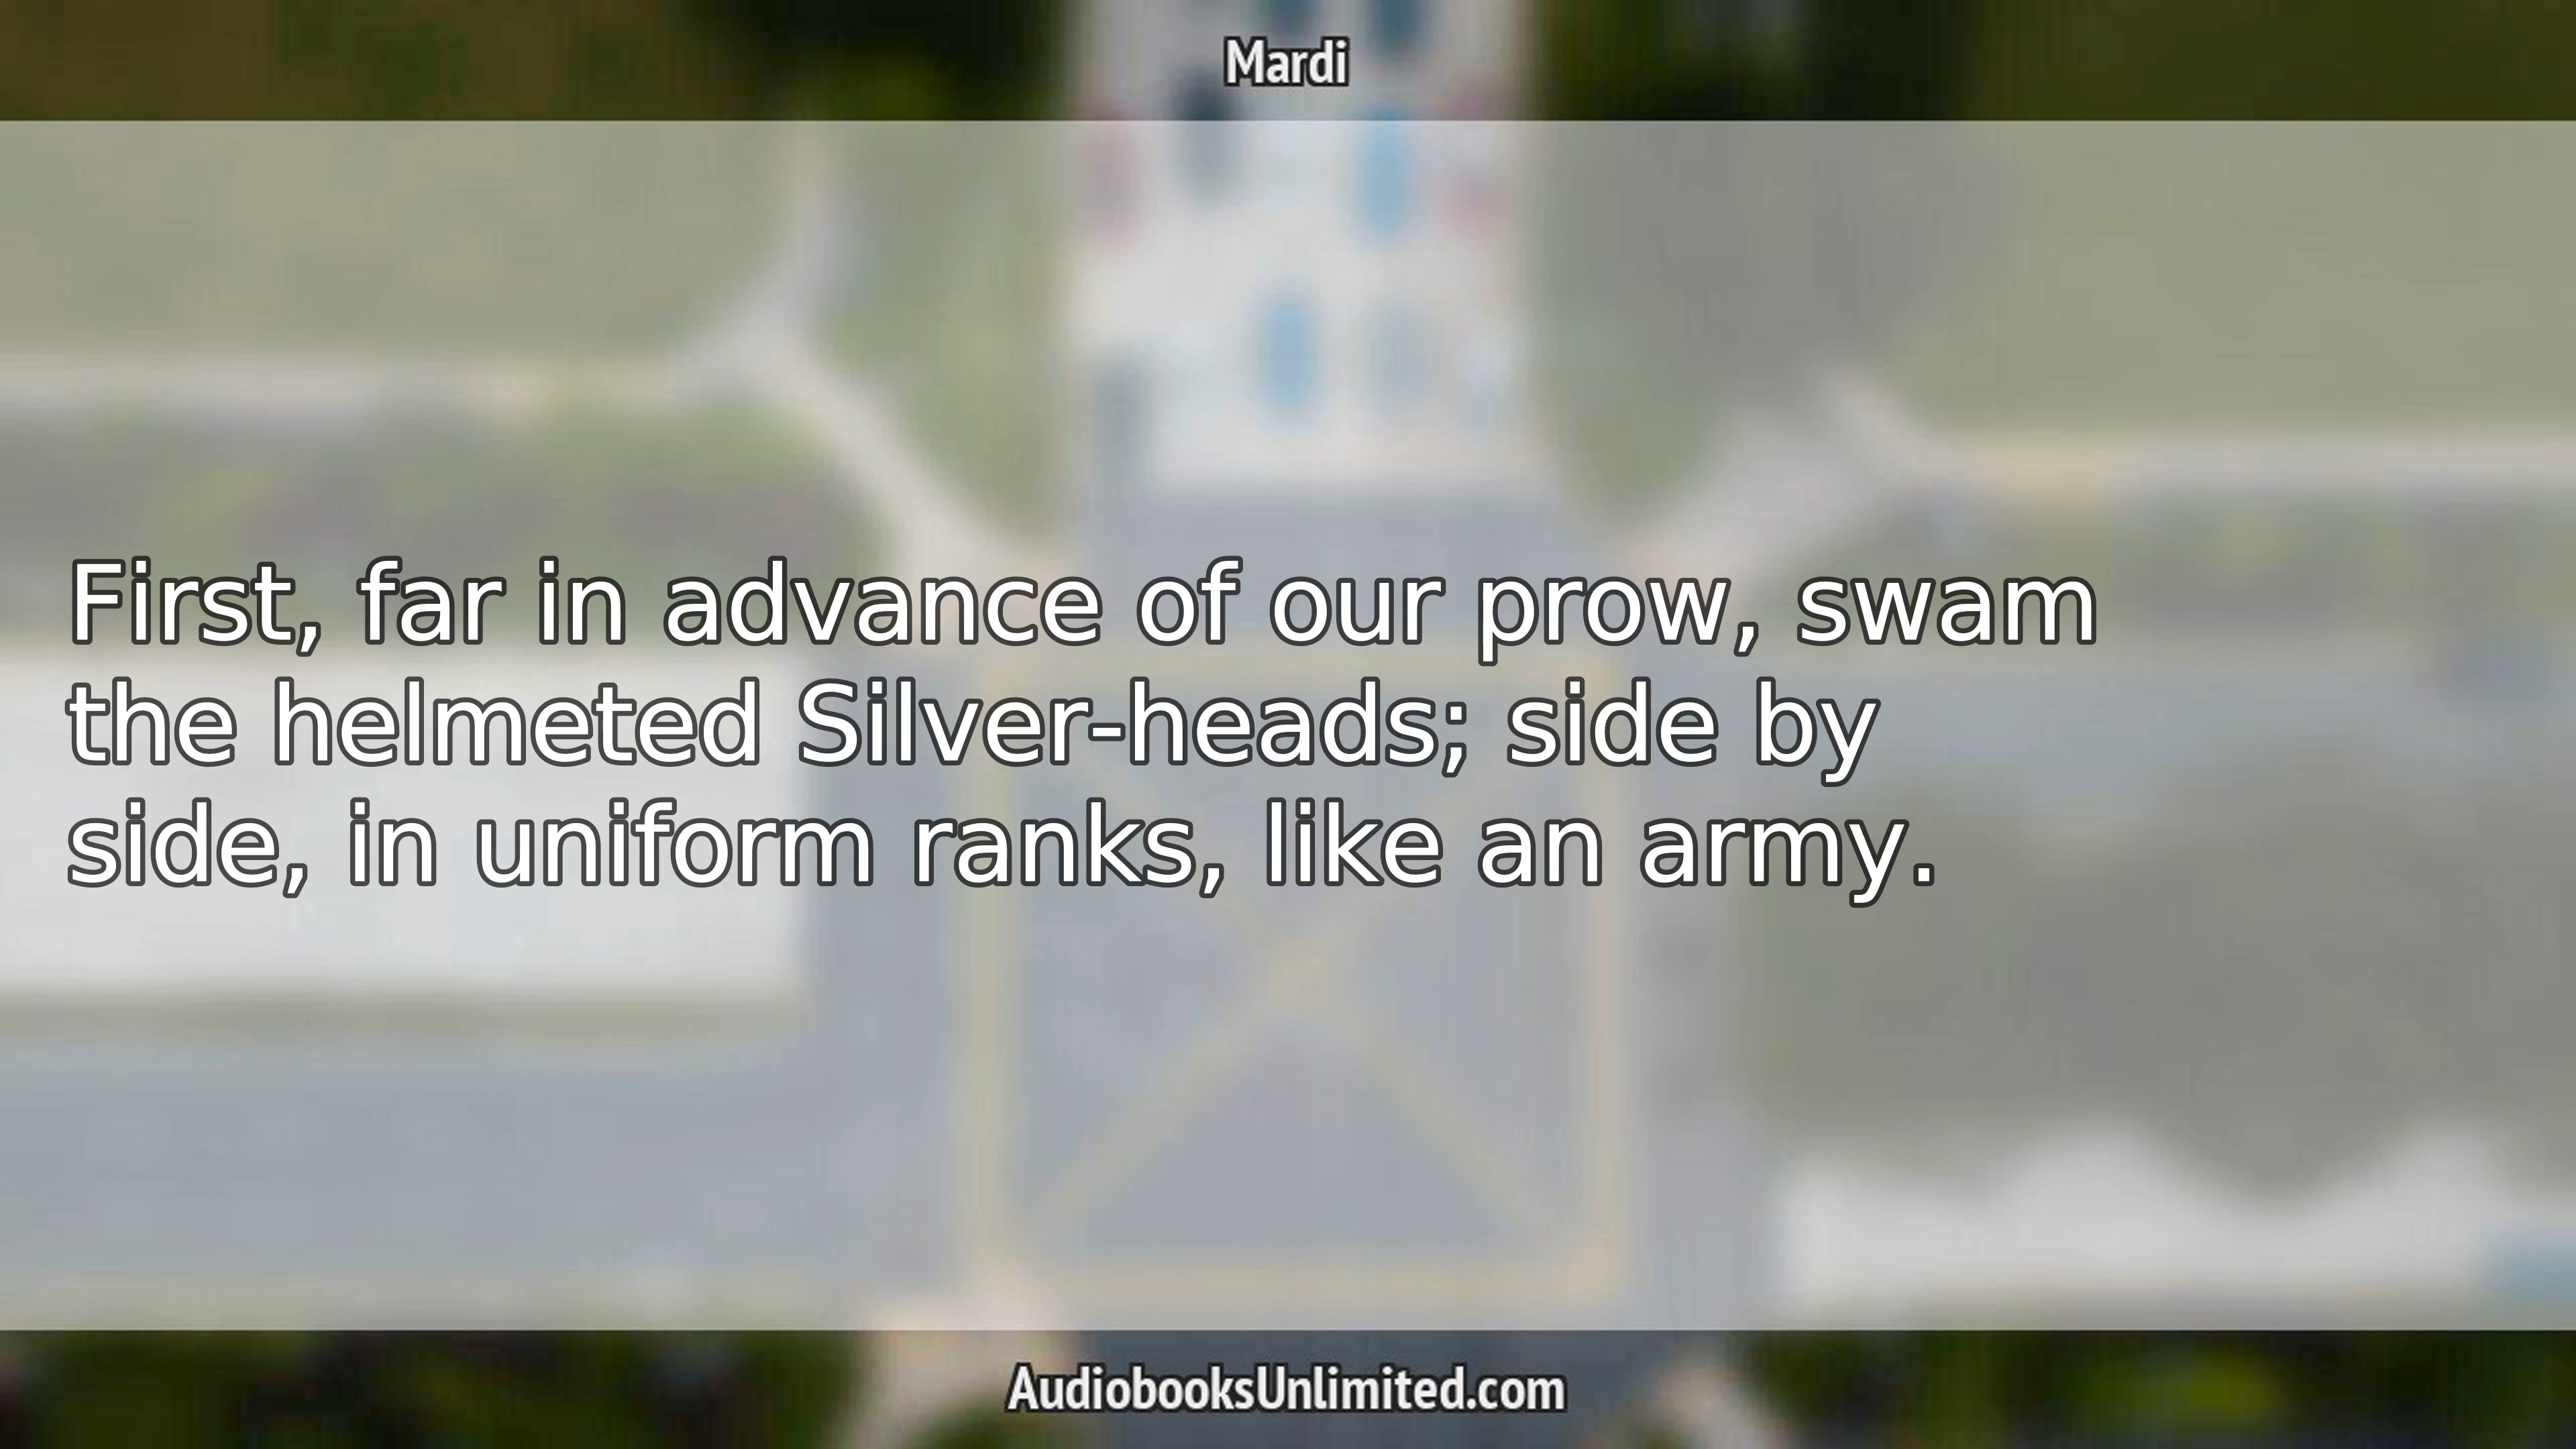 Mardi
First, far in advance of our prow, swam
the helmeted Silver-heads; side by
side, in uniform ranks, like an army.
AudiobooksUnlimited.com